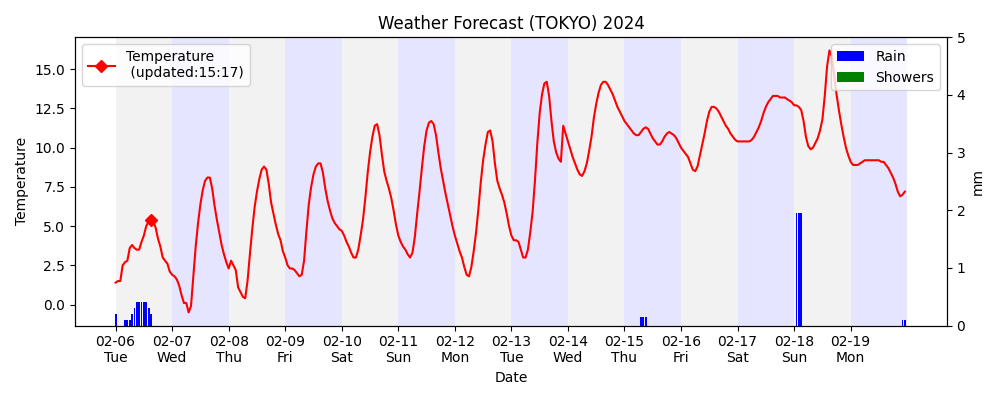 Weather Forecast (TOKYO) 2024
Temperature
(updated:15:17)
Rain
Showers
Temperature
15.0
12.5
10.0
7.5
5.0
2.5
0.0
5
4
3
2
1
0
mm
02-06 02-07 02-08 02-09 02-10 02-11 02-12 02-13 02-14 02-15 02-16 02-17 02-18 02-19
Tue Wed Thu Fri Sat Sun Mon Tue Wed Thu Fri Sat Sun Mon
Date